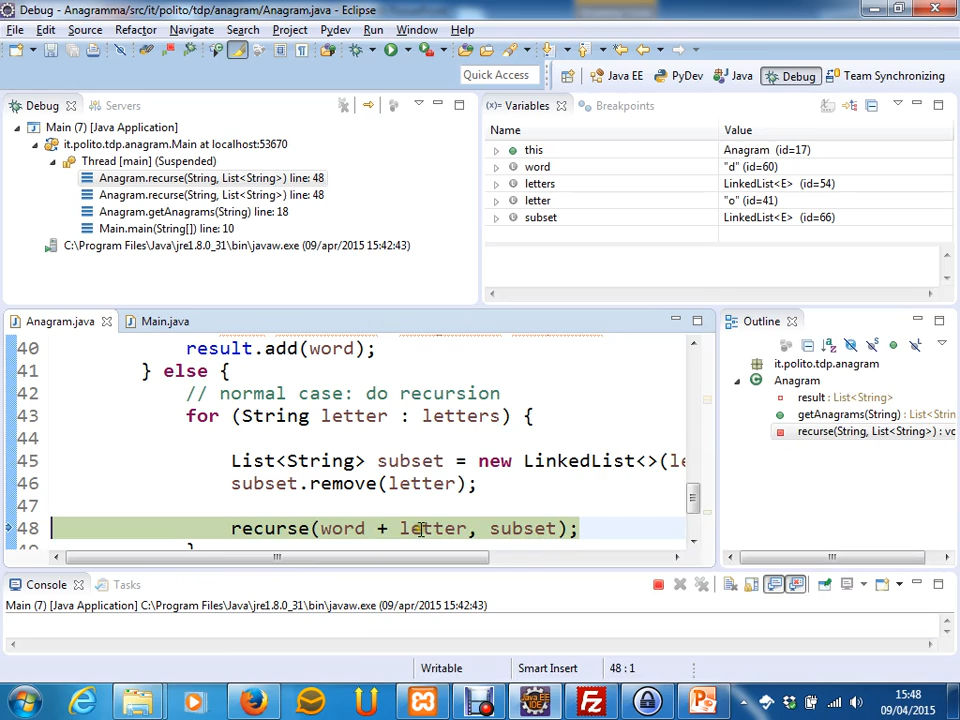 Debug - Anagramma/src/it/polito/tdp/anagram/Anagram.java - Eclipse
File Edit Source Refactor Navigate Search Project Pydev Run Window Help
Quick Access
Java EE PyDev Java Debug Team Synchronizing
Debug Servers
Main (7) [Java Application]
it.polito.tdp.anagram.Main at localhost:53670
Thread [main] (Suspended)
Anagram.recurse(String, List<String>) line: 48
Anagram.recurse(String, List<String>) line: 48
Anagram.getAnagrams(String) line: 18
Main.main(String[]) line: 10
C:\Program Files\Java\jre1.8.0_31\bin\javaw.exe (09/apr/2015 15:42:43)
(x)= Variables Breakpoints
Name Value
this Anagram (id=17)
word "d" (id=60)
letters LinkedList<E> (id=54)
letter "o" (id=41)
subset LinkedList<E> (id=66)
Anagram.java Main.java
40 result.add(word);
41 } else {
42 // normal case: do recursion
43 for (String letter : letters) {
44
45 List<String> subset = new LinkedList<>(le
46 subset.remove(letter);
47
48 recurse(word + letter, subset);
49 }
Outline
it.polito.tdp.anagram
Anagram
result : List<String>
getAnagrams(String) : List<Strin
recurse(String, List<String>) : vo
Console Tasks
Main (7) [Java Application] C:\Program Files\Java\jre1.8.0_31\bin\javaw.exe (09/apr/2015 15:42:43)
Writable Smart Insert 48 : 1
15:48
09/04/2015